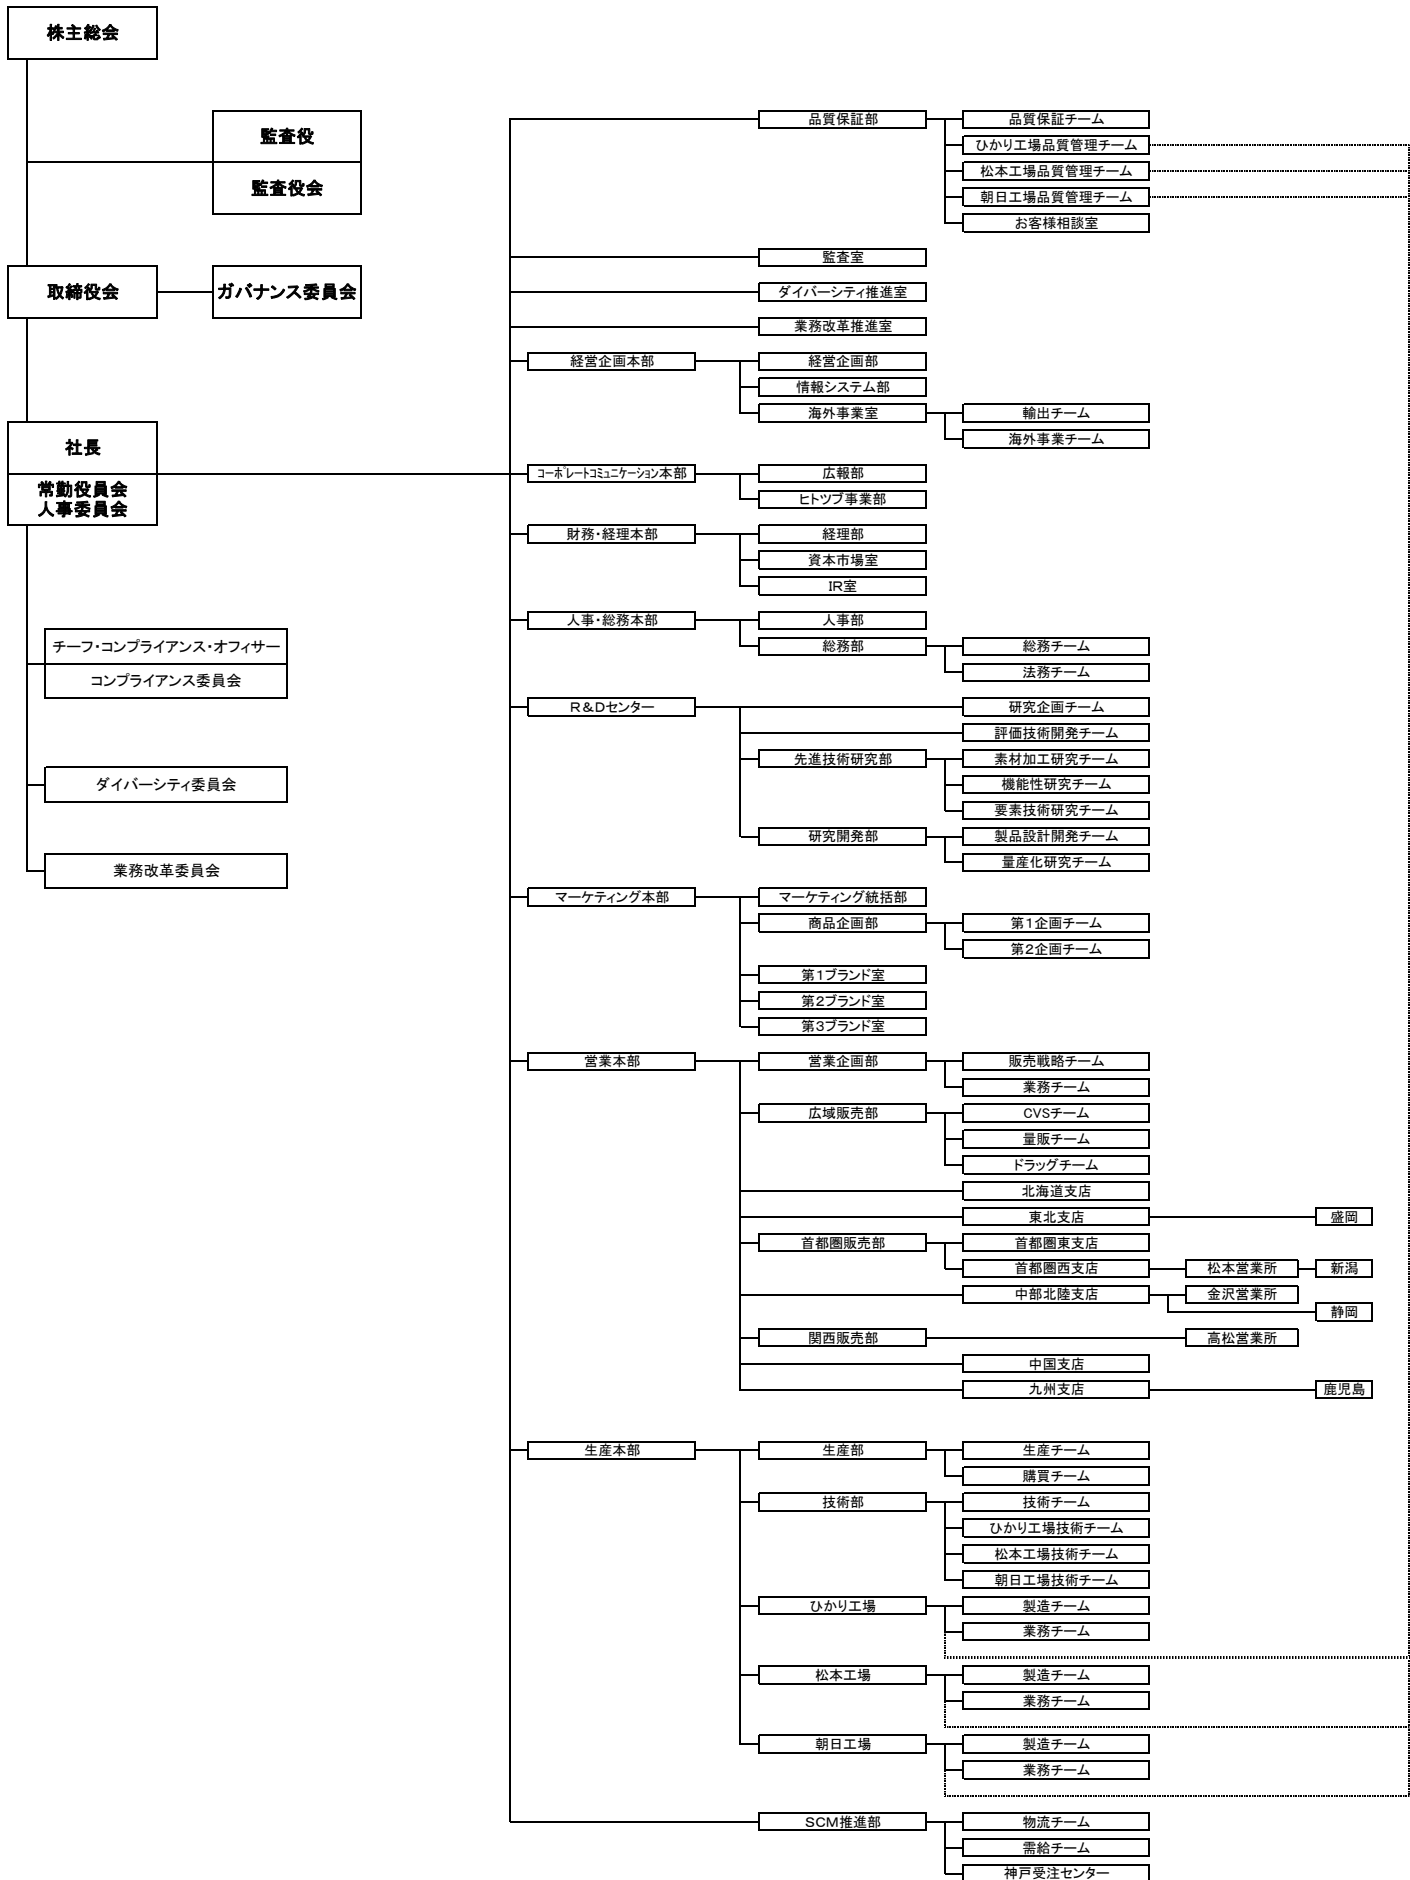 株主総会
監査役
監査役会
取締役会
ガバナンス委員会
社長
常勤役員会
人事委員会
チーフ・コンプライアンス・オフィサー
コンプライアンス委員会
ダイバーシティ委員会
業務改革委員会
品質保証部
品質保証チーム
ひかり工場品質管理チーム
松本工場品質管理チーム
朝日工場品質管理チーム
お客様相談室
監査室
ダイバーシティ推進室
業務改革推進室
経営企画本部
経営企画部
情報システム部
海外事業室
輸出チーム
海外事業チーム
コーポレートコミュニケーション本部
広報部
ヒトツブ事業部
財務・経理本部
経理部
資本市場室
IR室
人事・総務本部
人事部
総務部
総務チーム
法務チーム
R&Dセンター
研究企画チーム
評価技術開発チーム
先進技術研究部
素材加工研究チーム
機能性研究チーム
要素技術研究チーム
研究開発部
製品設計開発チーム
量産化研究チーム
マーケティング本部
マーケティング統括部
商品企画部
第1企画チーム
第2企画チーム
第1ブランド室
第2ブランド室
第3ブランド室
営業本部
営業企画部
販売戦略チーム
業務チーム
広域販売部
CVSチーム
量販チーム
ドラッグチーム
北海道支店
東北支店
盛岡
首都圏販売部
首都圏東支店
首都圏西支店
松本営業所
新潟
中部北陸支店
金沢営業所
静岡
関西販売部
高松営業所
中国支店
九州支店
鹿児島
生産本部
生産部
生産チーム
購買チーム
技術部
技術チーム
ひかり工場技術チーム
松本工場技術チーム
朝日工場技術チーム
ひかり工場
製造チーム
業務チーム
松本工場
製造チーム
業務チーム
朝日工場
製造チーム
業務チーム
SCM推進部
物流チーム
需給チーム
神戸受注センター